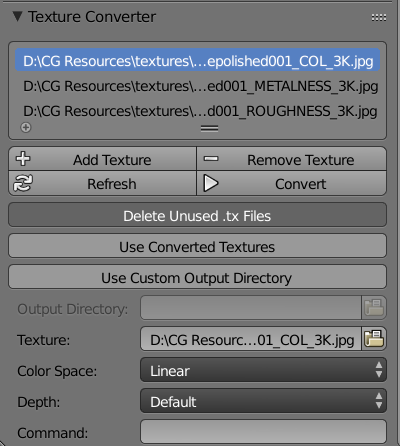 Texture Converter
D:\CG Resources\textures\...epolished001_COL_3K.jpg
D:\CG Resources\textures\...ed001_METALNESS_3K.jpg
D:\CG Resources\textures\...d001_ROUGHNESS_3K.jpg
Add Texture
Remove Texture
Refresh
Convert
Delete Unused .tx Files
Use Converted Textures
Use Custom Output Directory
Output Directory:
Texture: D:\CG Resourc...01_COL_3K.jpg
Color Space: Linear
Depth: Default
Command: